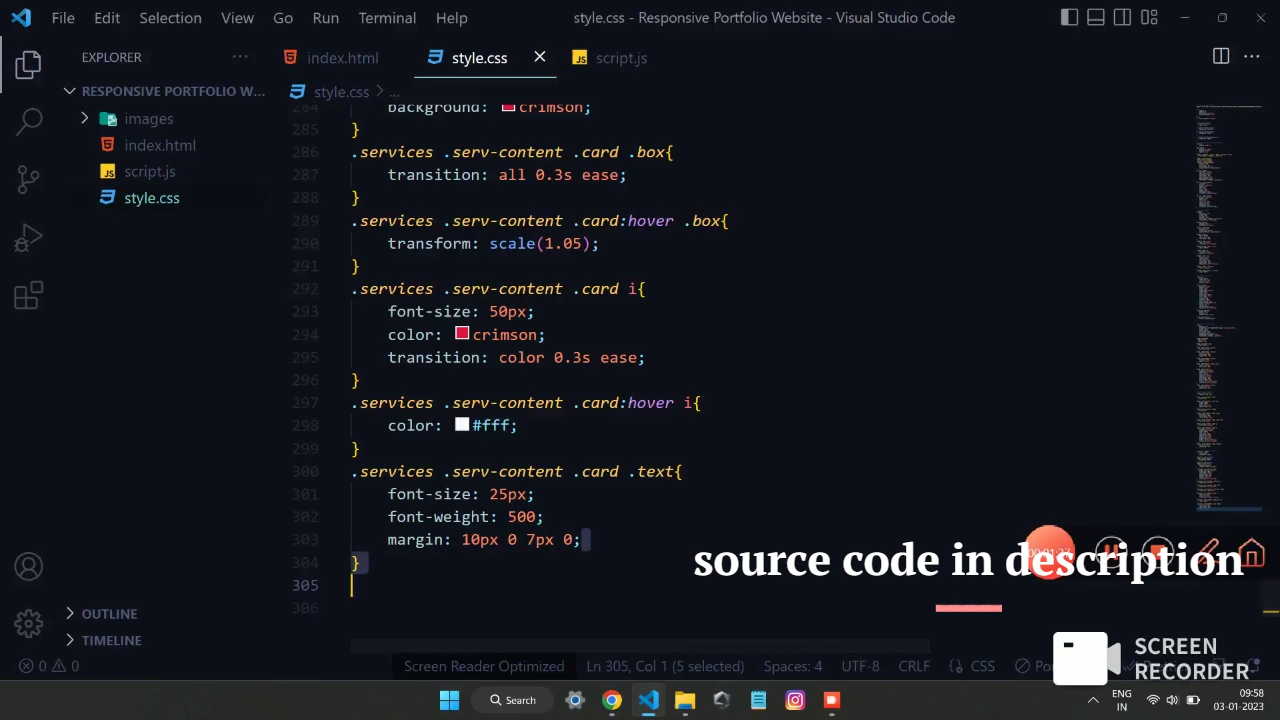 File Edit Selection View Go Run Terminal Help style.css - Responsive Portfolio Website - Visual Studio Code
EXPLORER
index.html style.css script.js
RESPONSIVE PORTFOLIO W...
style.css > ...
images
index.html
script.js
style.css
284 background: crimson;
285 }
286 .services .serv-content .card .box{
287 transition: all 0.3s ease;
288 }
289 .services .serv-content .card:hover .box{
290 transform: scale(1.05);
291 }
292 .services .serv-content .card i{
293 font-size:
294 color: crimson;
295 transition: color 0.3s ease;
296 }
297 .services .serv-content .card:hover i{
298 color: #fff;
299 }
300 .services .serv-content .card .text{
301 font-size:
302 font-weight: 500;
303 margin: 10px 0 7px 0;
304 }
305
306
source code in description
OUTLINE
TIMELINE
0 0 Screen Reader Optimized Ln 305, Col 1 (5 selected) Spaces: 4 UTF-8 CRLF {} CSS
SCREEN
RECORDER
Search
ENG
IN
09:58
03-01-2023